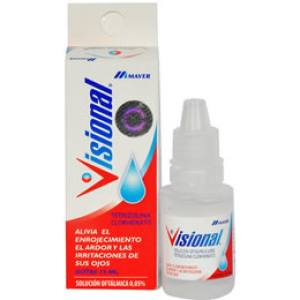 MAVER
Visional
TETRIZOLINA
CLORHIDRATO
ALIVIA EL
ENROJECIMIENTO
EL ARDOR Y LAS
IRRITACIONES DE
SUS OJOS
GOTAS 15 ML
SOLUCIÓN OFTÁLMICA 0,05%
Visional